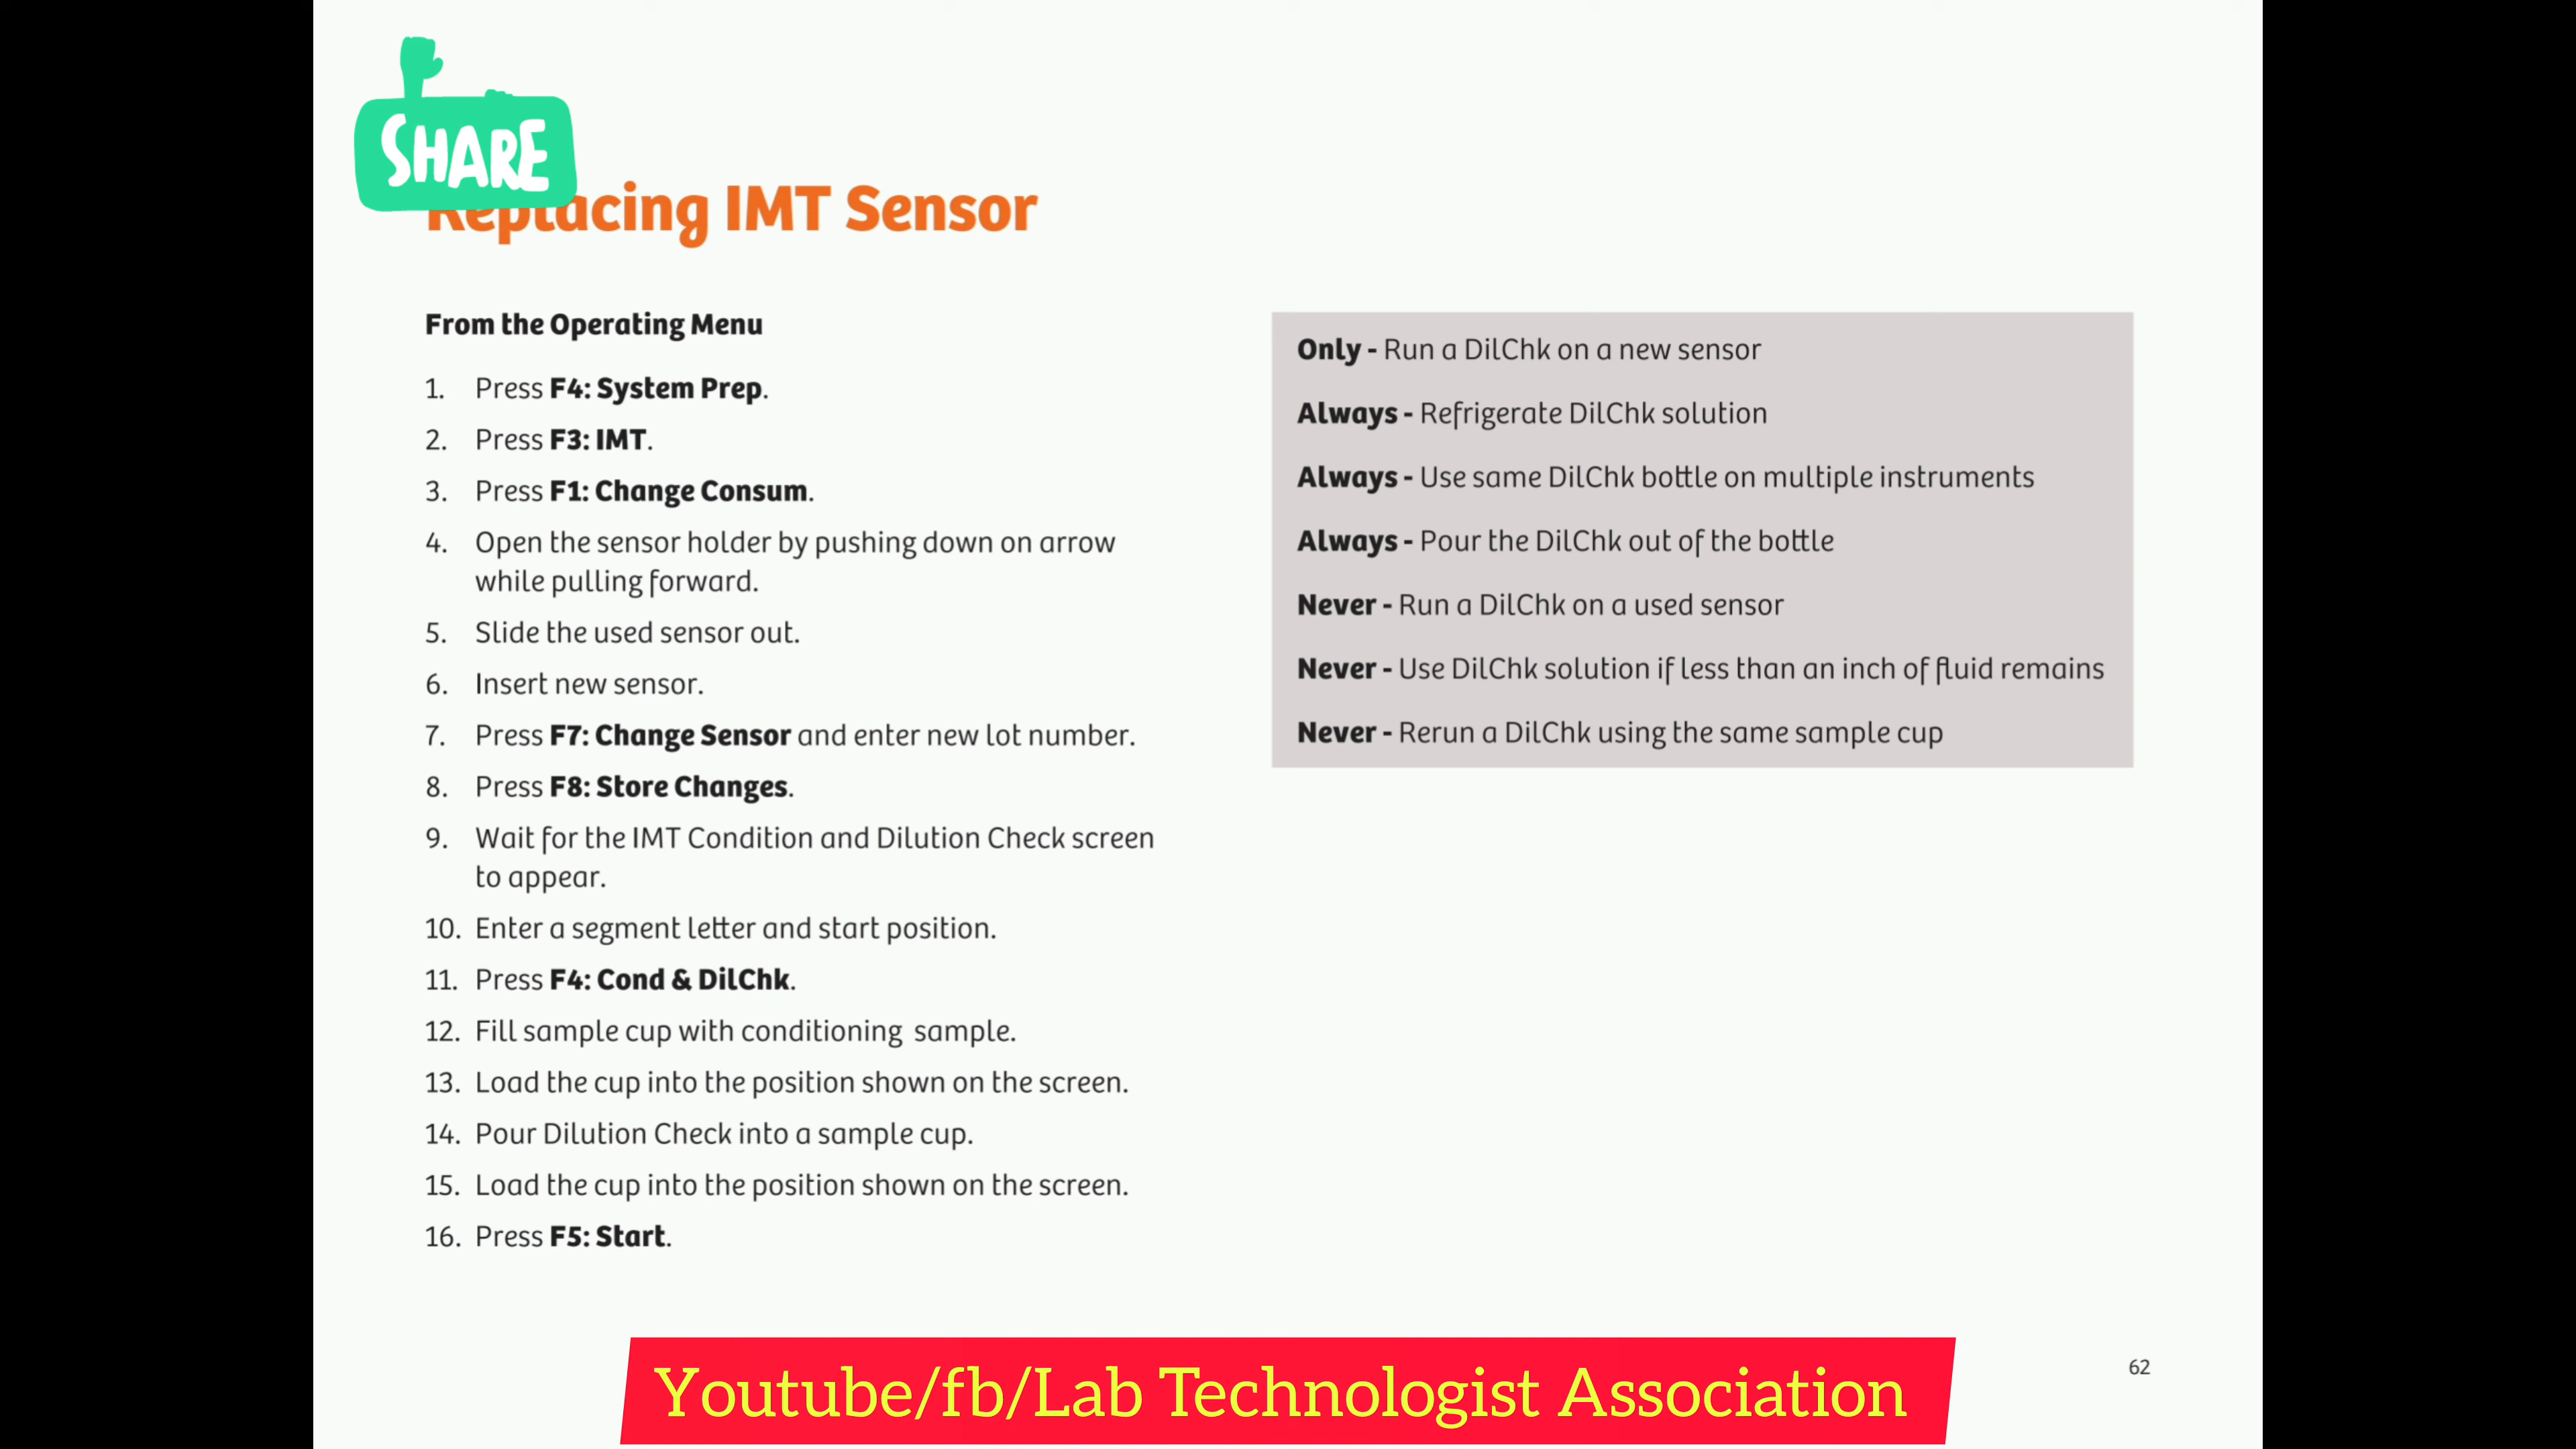 SHARE
Replacing IMT Sensor
From the Operating Menu
1. Press F4: System Prep.
2. Press F3: IMT.
3. Press F1: Change Consum.
4. Open the sensor holder by pushing down on arrow
while pulling forward.
5. Slide the used sensor out.
6. Insert new sensor.
7. Press F7: Change Sensor and enter new lot number.
8. Press F8: Store Changes.
9. Wait for the IMT Condition and Dilution Check screen
to appear.
10. Enter a segment letter and start position.
11. Press F4: Cond & DilChk.
12. Fill sample cup with conditioning sample.
13. Load the cup into the position shown on the screen.
14. Pour Dilution Check into a sample cup.
15. Load the cup into the position shown on the screen.
16. Press F5: Start.
Only - Run a DilChk on a new sensor
Always - Refrigerate DilChk solution
Always - Use same DilChk bottle on multiple instruments
Always - Pour the DilChk out of the bottle
Never - Run a DilChk on a used sensor
Never - Use DilChk solution if less than an inch of fluid remains
Never - Rerun a DilChk using the same sample cup
62
Youtube/fb/Lab Technologist Association